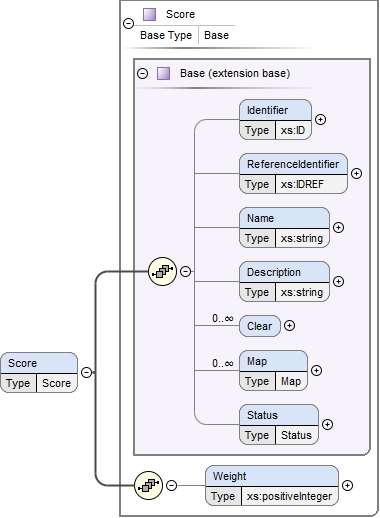 Score
Base Type Base
Base (extension base)
Identifier
Type xs:ID
ReferenceIdentifier
Type xs:IDREF
Name
Type xs:string
Description
Type xs:string
0..∞ Clear
0..∞ Map
Type Map
Status
Type Status
Score
Type Score
Weight
Type xs:positiveInteger